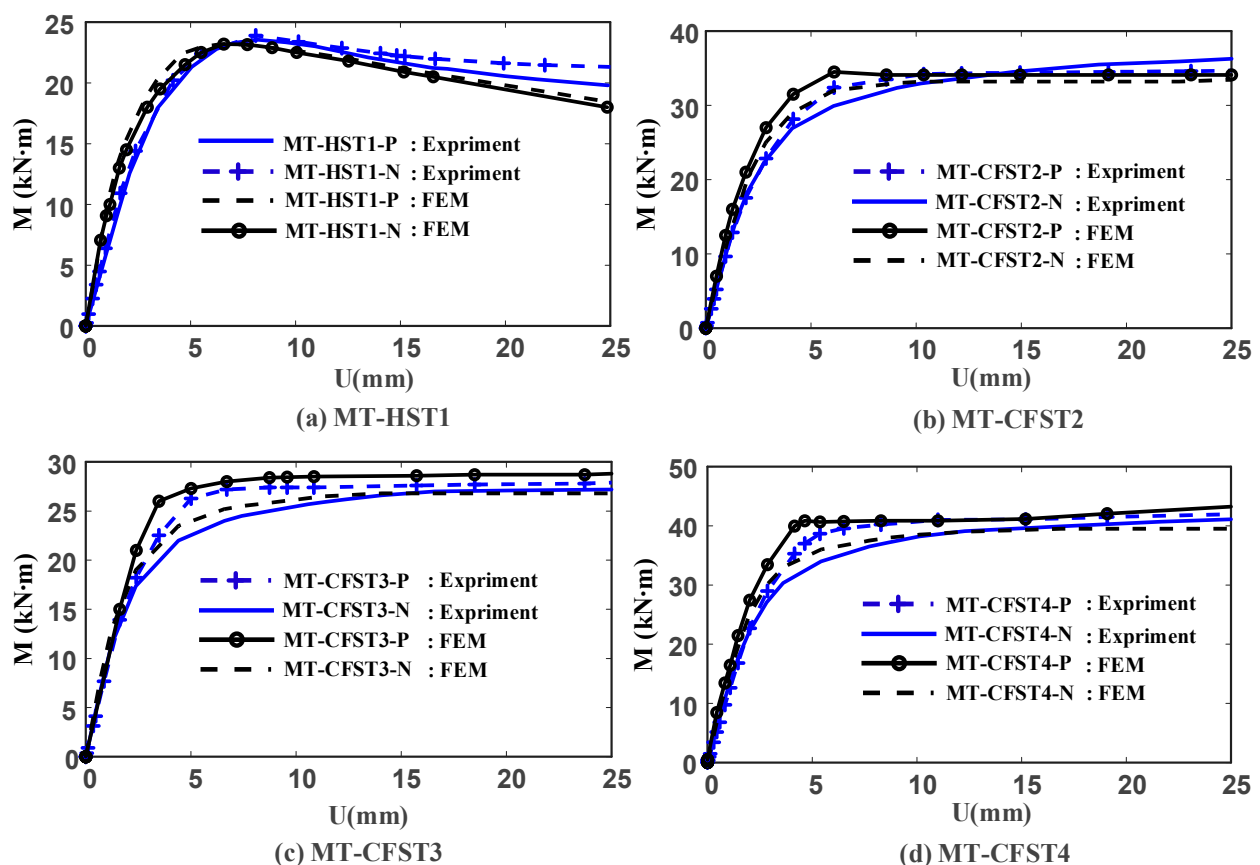 25
20
15
10
5
0
M (kN·m)
MT-HST1-P : Expriment
MT-HST1-N : Expriment
MT-HST1-P : FEM
MT-HST1-N : FEM
0 5 10 15 20 25
U(mm)
(a) MT-HST1
40
30
20
10
0
M (kN·m)
MT-CFST2-P : Expriment
MT-CFST2-N : Expriment
MT-CFST2-P : FEM
MT-CFST2-N : FEM
0 5 10 15 20 25
U(mm)
(b) MT-CFST2
30
25
20
15
10
5
0
M (kN·m)
MT-CFST3-P : Expriment
MT-CFST3-N : Expriment
MT-CFST3-P : FEM
MT-CFST3-N : FEM
0 5 10 15 20 25
U(mm)
(c) MT-CFST3
50
40
30
20
10
0
M (kN·m)
MT-CFST4-P : Expriment
MT-CFST4-N : Expriment
MT-CFST4-P : FEM
MT-CFST4-N : FEM
0 5 10 15 20 25
U(mm)
(d) MT-CFST4